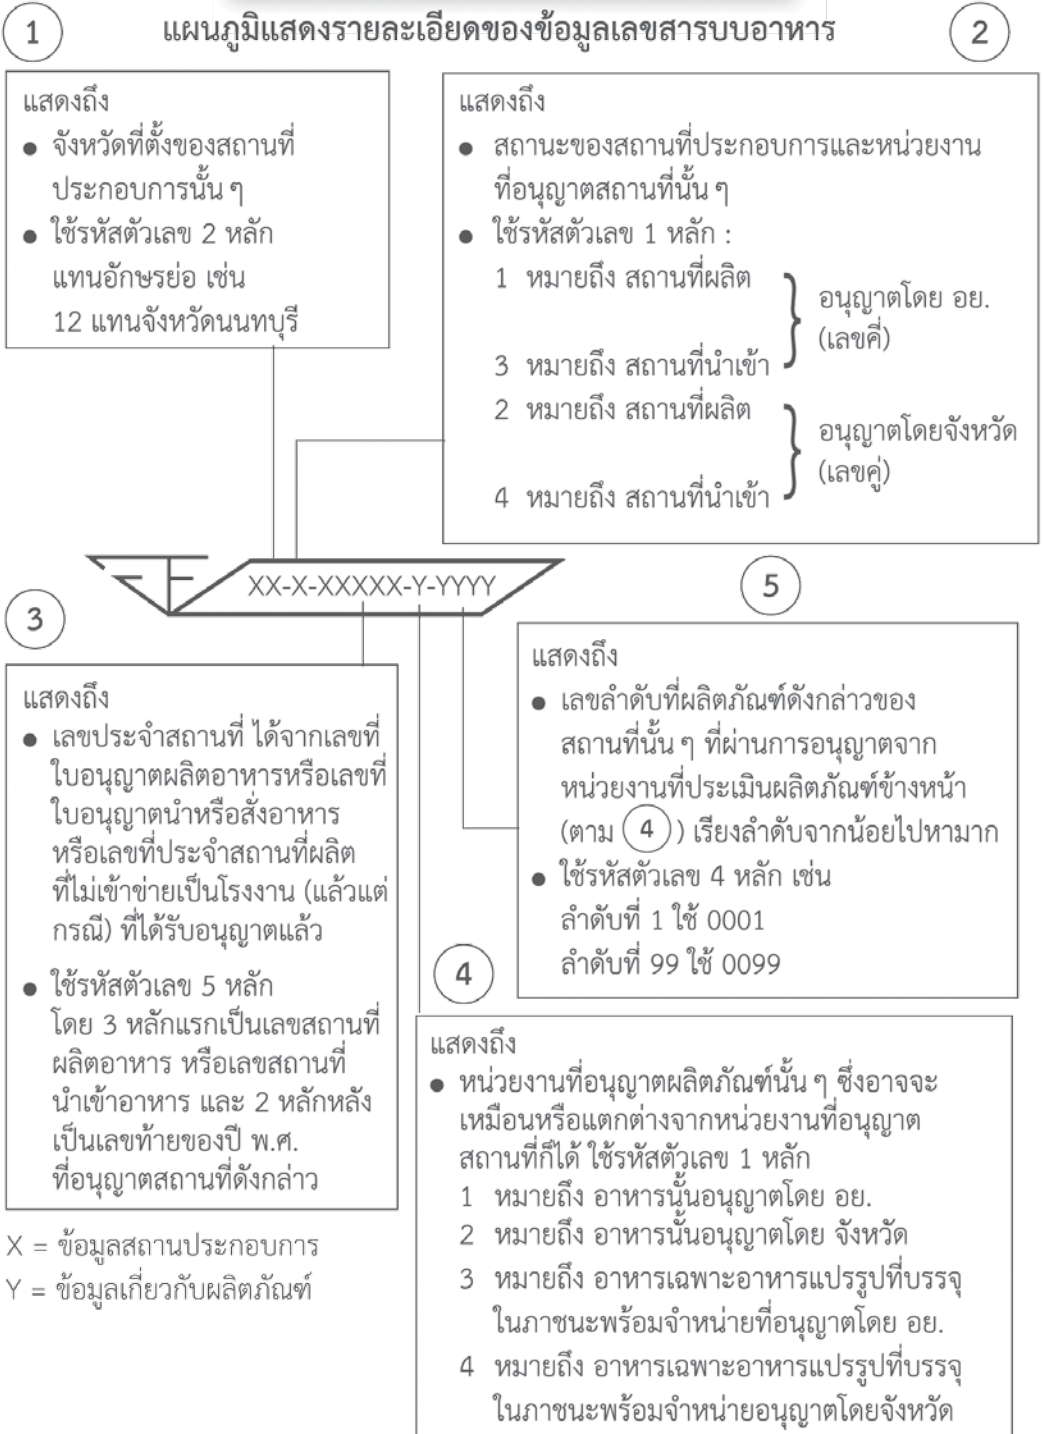 แผนภูมิแสดงรายละเอียดของข้อมูลเลขสารบบอาหาร
1
แสดงถึง
● จังหวัดที่ตั้งของสถานที่
ประกอบการนั้น ๆ
● ใช้รหัสตัวเลข 2 หลัก
แทนอักษรย่อ เช่น
12 แทนจังหวัดนนทบุรี
2
แสดงถึง
● สถานะของสถานที่ประกอบการและหน่วยงาน
ที่อนุญาตสถานที่นั้น ๆ
● ใช้รหัสตัวเลข 1 หลัก :
1 หมายถึง สถานที่ผลิต
3 หมายถึง สถานที่นำเข้า
อนุญาตโดย อย.
(เลขคี่)
2 หมายถึง สถานที่ผลิต
4 หมายถึง สถานที่นำเข้า
อนุญาตโดยจังหวัด
(เลขคู่)
XX-X-XXXXX-Y-YYYY
3
แสดงถึง
● เลขประจำสถานที่ ได้จากเลขที่
ใบอนุญาตผลิตอาหารหรือเลขที่
ใบอนุญาตนำหรือสั่งอาหาร
หรือเลขที่ประจำสถานที่ผลิต
ที่ไม่เข้าข่ายเป็นโรงงาน (แล้วแต่
กรณี) ที่ได้รับอนุญาตแล้ว
● ใช้รหัสตัวเลข 5 หลัก
โดย 3 หลักแรกเป็นเลขสถานที่
ผลิตอาหาร หรือเลขสถานที่
นำเข้าอาหาร และ 2 หลักหลัง
เป็นเลขท้ายของปี พ.ศ.
ที่อนุญาตสถานที่ดังกล่าว
X = ข้อมูลสถานประกอบการ
Y = ข้อมูลเกี่ยวกับผลิตภัณฑ์
5
แสดงถึง
● เลขลำดับที่ผลิตภัณฑ์ดังกล่าวของ
สถานที่นั้น ๆ ที่ผ่านการอนุญาตจาก
หน่วยงานที่ประเมินผลิตภัณฑ์ข้างหน้า
(ตาม 4 ) เรียงลำดับจากน้อยไปหามาก
● ใช้รหัสตัวเลข 4 หลัก เช่น
ลำดับที่ 1 ใช้ 0001
ลำดับที่ 99 ใช้ 0099
4
แสดงถึง
● หน่วยงานที่อนุญาตผลิตภัณฑ์นั้น ๆ ซึ่งอาจจะ
เหมือนหรือแตกต่างจากหน่วยงานที่อนุญาต
สถานที่ก็ได้ ใช้รหัสตัวเลข 1 หลัก
1 หมายถึง อาหารนั้นอนุญาตโดย อย.
2 หมายถึง อาหารนั้นอนุญาตโดย จังหวัด
3 หมายถึง อาหารเฉพาะอาหารแปรรูปที่บรรจุ
ในภาชนะพร้อมจำหน่ายที่อนุญาตโดย อย.
4 หมายถึง อาหารเฉพาะอาหารแปรรูปที่บรรจุ
ในภาชนะพร้อมจำหน่ายอนุญาตโดยจังหวัด